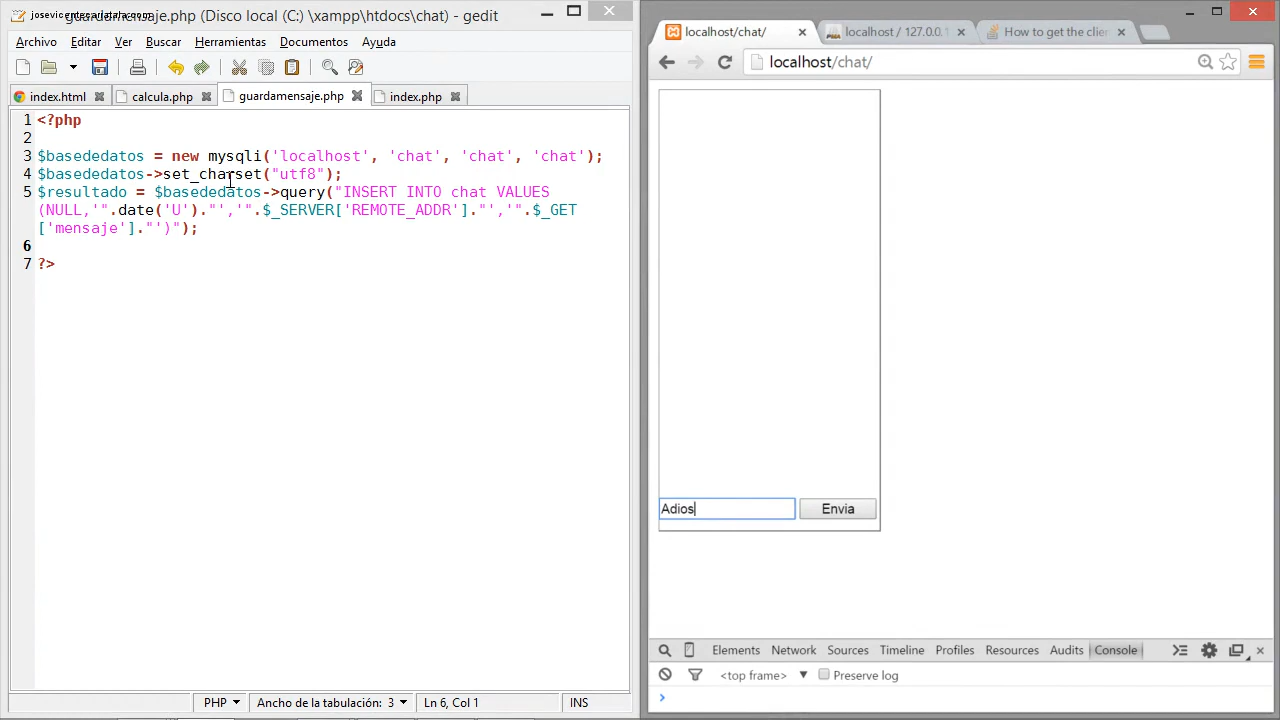 guardamensaje.php (Disco local (C:) \xampp\htdocs\chat) - gedit
Archivo Editar Ver Buscar Herramientas Documentos Ayuda
index.html calcula.php guardamensaje.php index.php
1 <?php
2
3 $basededatos = new mysqli('localhost', 'chat', 'chat', 'chat');
4 $basededatos->set_charset("utf8");
5 $resultado = $basededatos->query("INSERT INTO chat VALUES
(NULL,'".date('U')."','".$_SERVER['REMOTE_ADDR']."','".$_GET
['mensaje']."')");
6
7 ?>
PHP Ancho de la tabulación: 3 Ln 6, Col 1 INS
localhost/chat/ localhost / 127.0.0.1 How to get the clien
localhost/chat/
Adios Envia
Elements Network Sources Timeline Profiles Resources Audits Console
<top frame> Preserve log